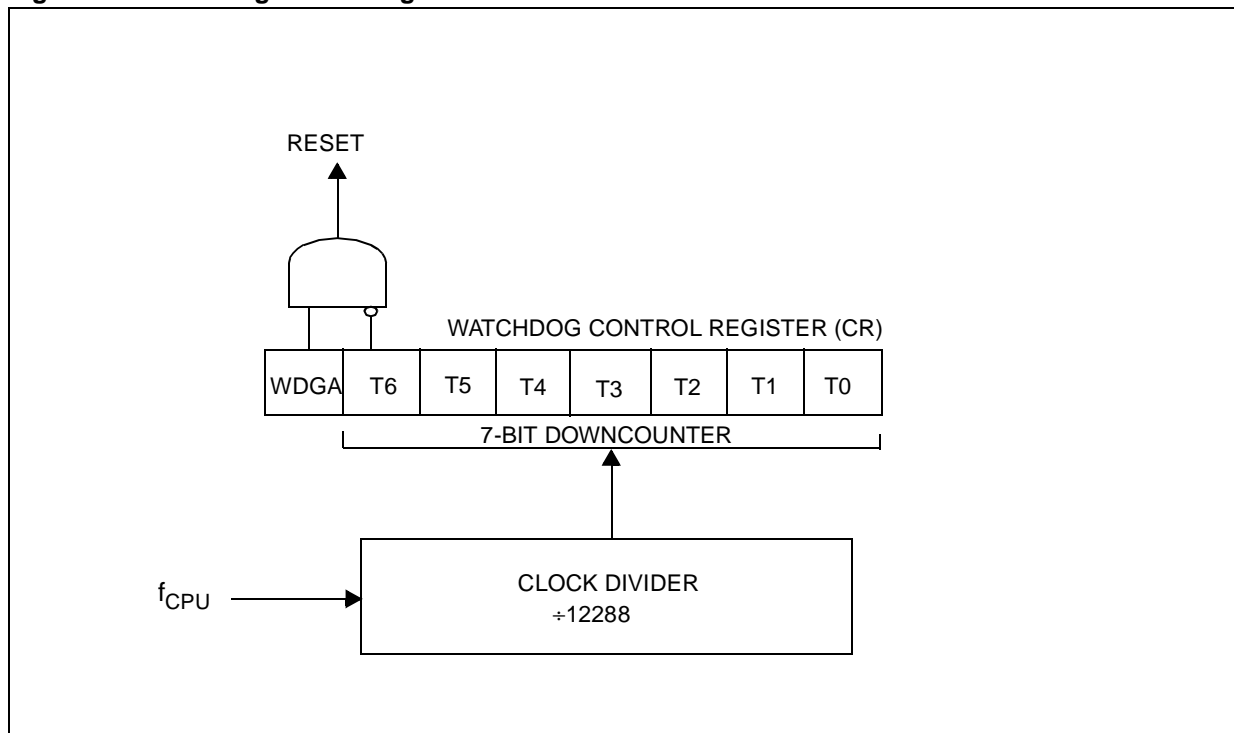 RESET
WATCHDOG CONTROL REGISTER (CR)
WDGA T6 T5 T4 T3 T2 T1 T0
7-BIT DOWNCOUNTER
fCPU
CLOCK DIVIDER
÷12288